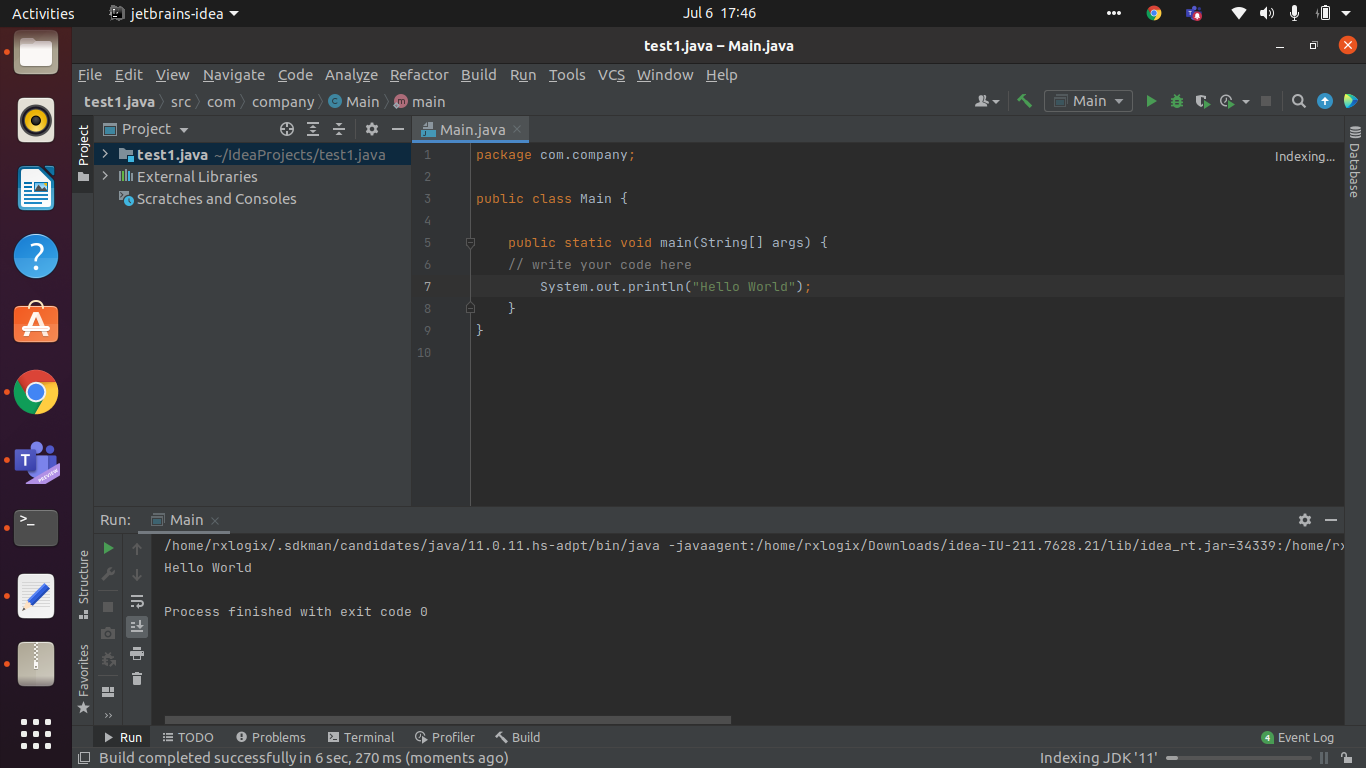 Activities jetbrains-idea Jul 6 17:46
test1.java – Main.java
File Edit View Navigate Code Analyze Refactor Build Run Tools VCS Window Help
test1.java src com company Main main Main
Project Project Main.java
test1.java ~/IdeaProjects/test1.java
External Libraries
Scratches and Consoles
1 package com.company;
2
3 public class Main {
4
5 public static void main(String[] args) {
6 // write your code here
7 System.out.println("Hello World");
8 }
9 }
10
Indexing...
Database
Run: Main
/home/rxlogix/.sdkman/candidates/java/11.0.11.hs-adpt/bin/java -javaagent:/home/rxlogix/Downloads/idea-IU-211.7628.21/lib/idea_rt.jar=34339:/home/rx
Hello World
Process finished with exit code 0
Structure
Favorites
PREVIEW
Run TODO Problems Terminal Profiler Build 4 Event Log
Build completed successfully in 6 sec, 270 ms (moments ago) Indexing JDK '11'